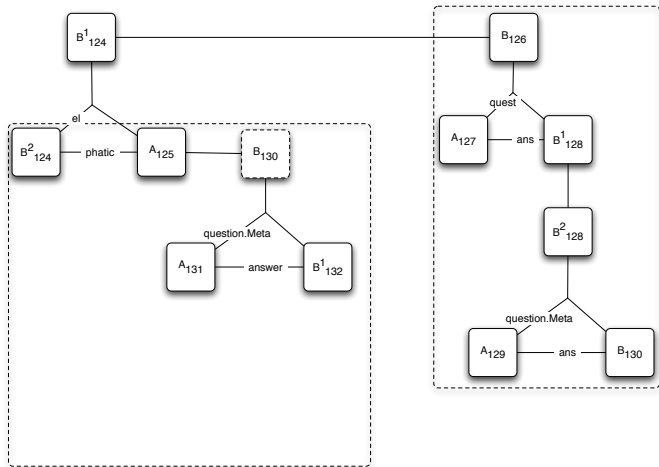 B¹₁₂₄
B₁₂₆
el
quest
B²₁₂₄
phatic
A₁₂₅
B₁₃₀
A₁₂₇
ans
B¹₁₂₈
B²₁₂₈
question.Meta
A₁₃₁
answer
B¹₁₃₂
question.Meta
A₁₂₉
ans
B₁₃₀